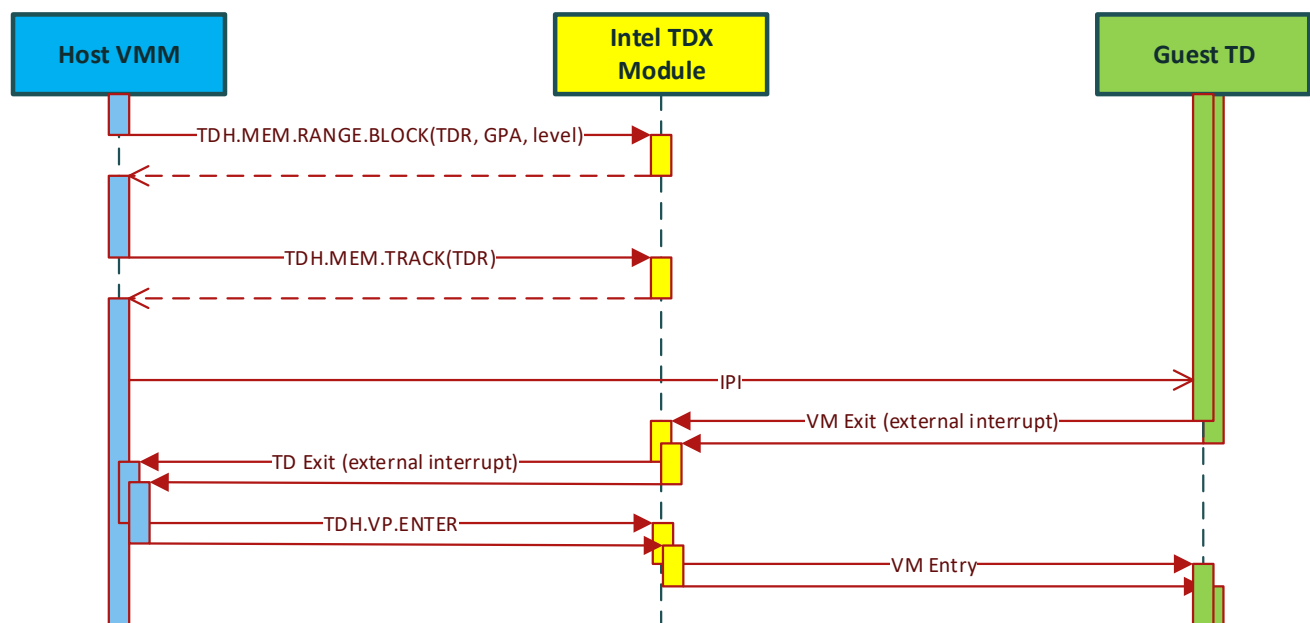 Host VMM
Intel TDX
Module
Guest TD
TDH.MEM.RANGE.BLOCK(TDR, GPA, level)
TDH.MEM.TRACK(TDR)
IPI
VM Exit (external interrupt)
TD Exit (external interrupt)
TDH.VP.ENTER
VM Entry